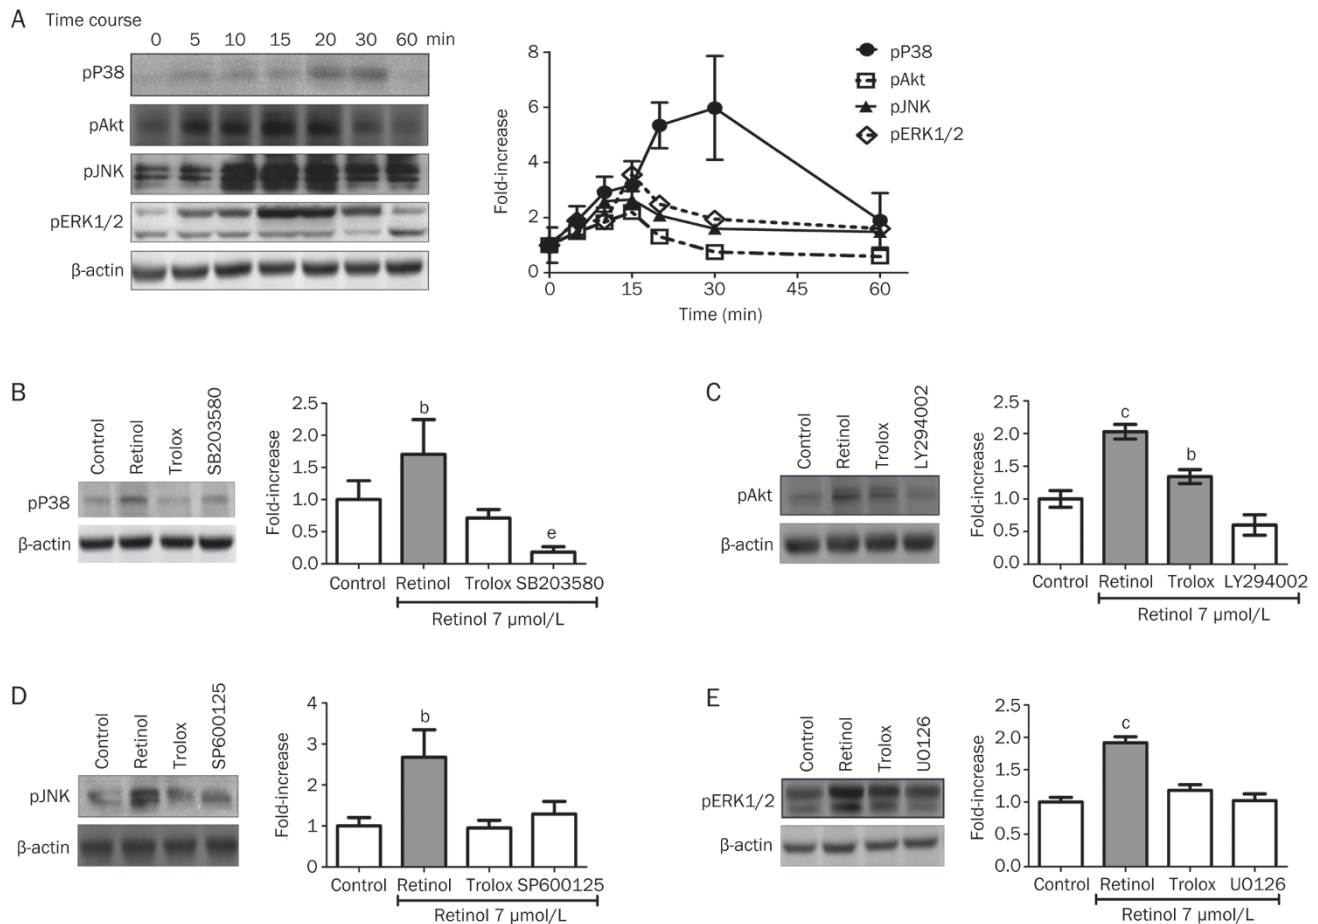 A Time course
0 5 10 15 20 30 60 min
pP38
pAkt
pJNK
pERK1/2
β-actin
Fold-increase
8
6
4
2
0
0 15 30 45 60
Time (min)
pP38
pAkt
pJNK
pERK1/2
B
Control Retinol Trolox SB203580
pP38
β-actin
Fold-increase
2.5
2.0
1.5
1.0
0.5
0.0
b
e
Control Retinol Trolox SB203580
Retinol 7 µmol/L
C
Control Retinol Trolox LY294002
pAkt
β-actin
Fold-increase
2.5
2.0
1.5
1.0
0.5
0.0
c
b
Control Retinol Trolox LY294002
Retinol 7 µmol/L
D
Control Retinol Trolox SP600125
pJNK
β-actin
Fold-increase
4
3
2
1
0
b
Control Retinol Trolox SP600125
Retinol 7 µmol/L
E
Control Retinol Trolox UO126
pERK1/2
β-actin
Fold-increase
2.5
2.0
1.5
1.0
0.5
0.0
c
Control Retinol Trolox UO126
Retinol 7 µmol/L